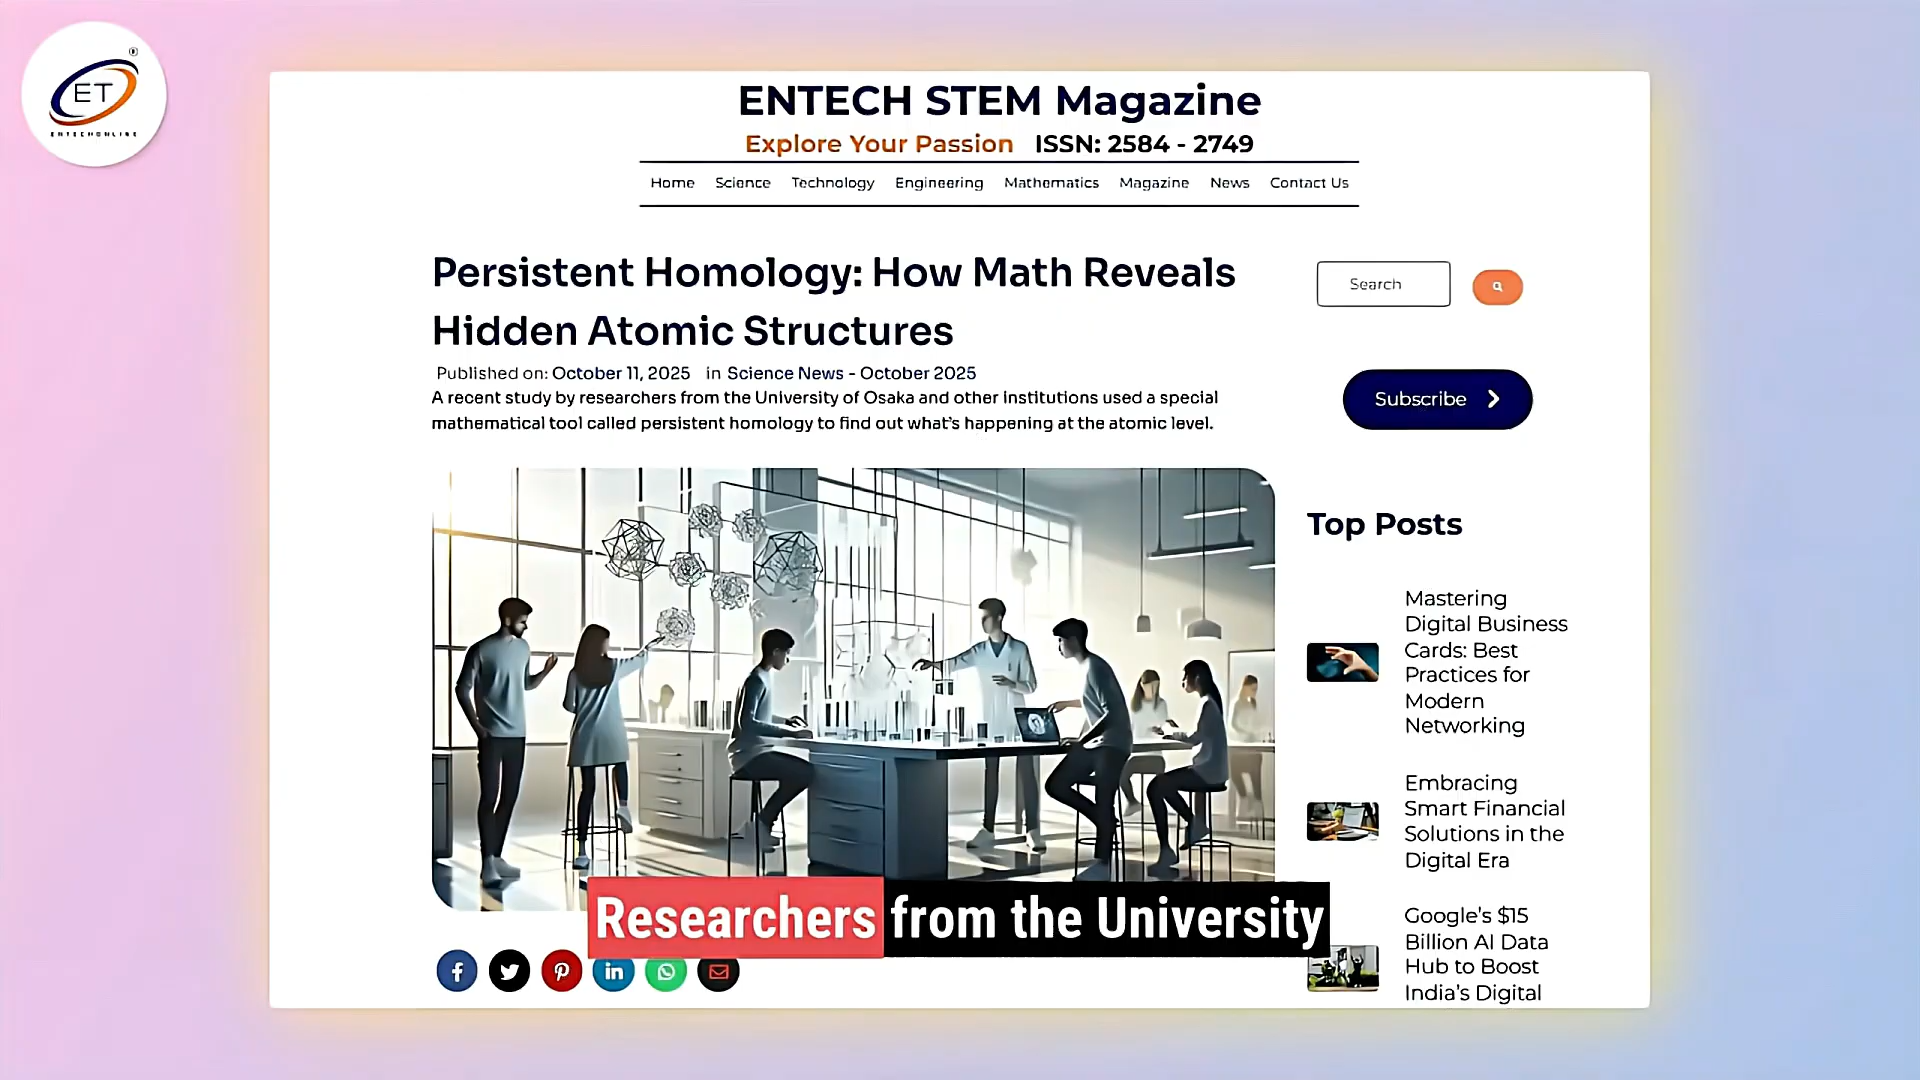 ET
ENTECHONLINE
ENTECH STEM Magazine
Explore Your Passion ISSN: 2584 - 2749
Home Science Technology Engineering Mathematics Magazine News Contact Us
Persistent Homology: How Math Reveals
Hidden Atomic Structures
Published on: October 11, 2025 in Science News - October 2025
A recent study by researchers from the University of Osaka and other institutions used a special
mathematical tool called persistent homology to find out what's happening at the atomic level.
Search
Subscribe
Top Posts
Mastering
Digital Business
Cards: Best
Practices for
Modern
Networking
Embracing
Smart Financial
Solutions in the
Digital Era
Google's $15
Billion AI Data
Hub to Boost
India's Digital
Researchers from the University